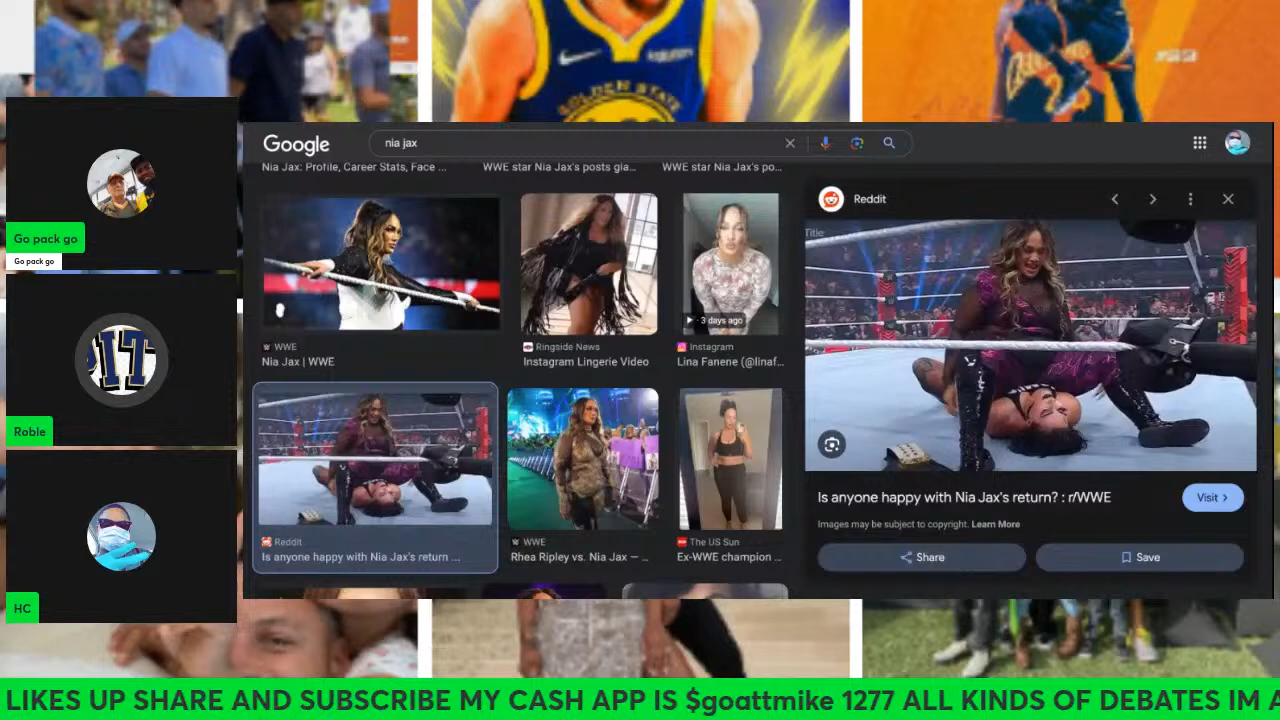 GOLDEN STATE
Google
nia jax
Nia Jax: Profile, Career Stats, Face ...
WWE star Nia Jax's posts gla...
WWE star Nia Jax's po...
Reddit
Title
3 days ago
WWE
Nia Jax | WWE
Ringside News
Instagram Lingerie Video
Instagram
Lina Fanene (@linaf...
Reddit
Is anyone happy with Nia Jax's return ...
WWE
Rhea Ripley vs. Nia Jax – ...
The US Sun
Ex-WWE champion ...
Is anyone happy with Nia Jax's return? : r/WWE
Visit
Images may be subject to copyright. Learn More
Share
Save
Go pack go
Go pack go
Roble
HC
LIKES UP SHARE AND SUBSCRIBE MY CASH APP IS $goattmike 1277 ALL KINDS OF DEBATES IM